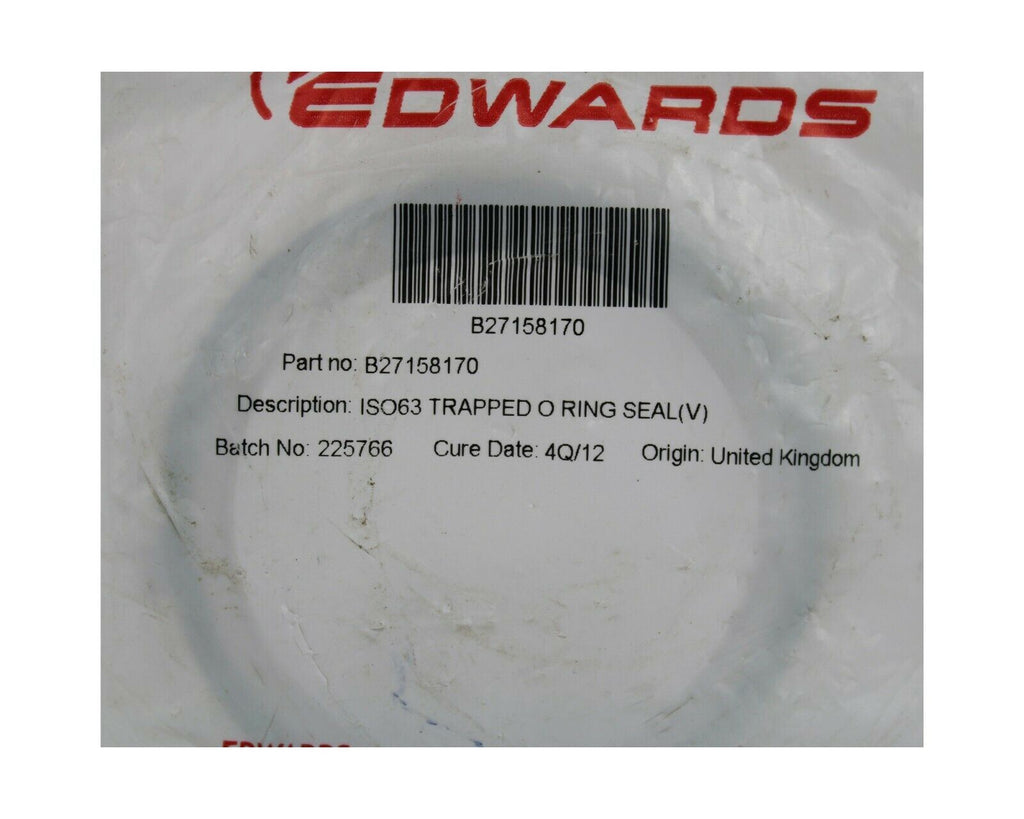 EDWARDS
B27158170
Part no: B27158170
Description: ISO63 TRAPPED O RING SEAL(V)
Batch No: 225766 Cure Date: 4Q/12 Origin: United Kingdom
EDWARDS